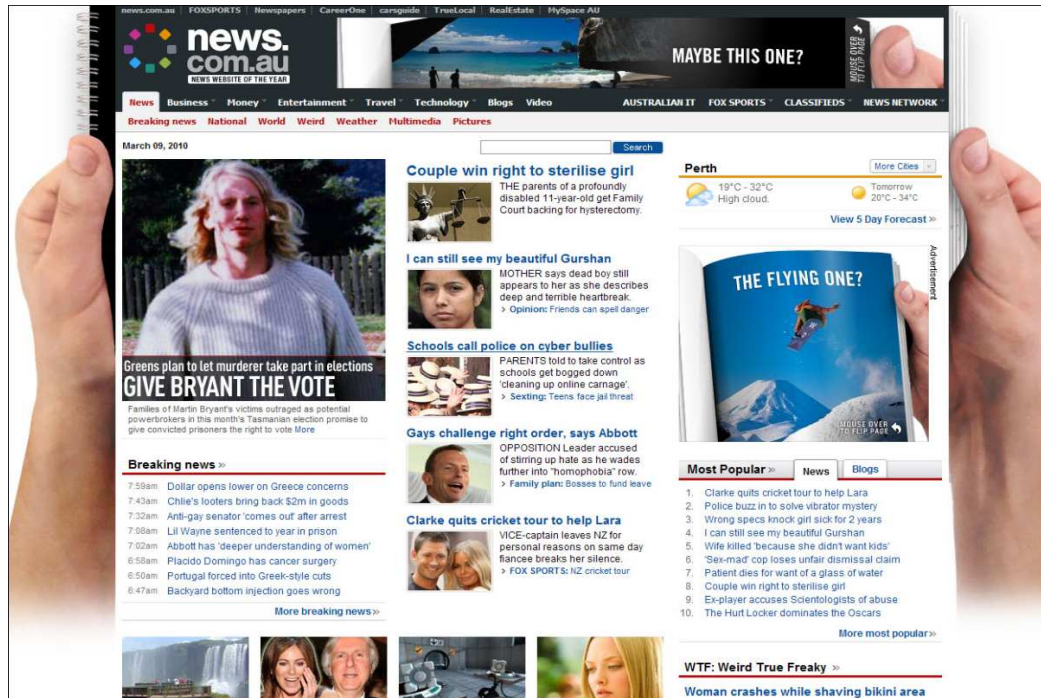 news.com.au FOXSPORTS Newspapers CareerOne carsguide TrueLocal RealEstate MySpace AU
news.
com.au
NEWS WEBSITE OF THE YEAR
MAYBE THIS ONE?
MOUSE OVER
TO FLIP PAGE
News Business Money Entertainment Travel Technology Blogs Video AUSTRALIAN IT FOX SPORTS CLASSIFIEDS NEWS NETWORK
Breaking news National World Weird Weather Multimedia Pictures
March 09, 2010
Search
Greens plan to let murderer take part in elections
GIVE BRYANT THE VOTE
Families of Martin Bryant's victims outraged as potential
powerbrokers in this month's Tasmanian election promise to
give convicted prisoners the right to vote More
Breaking news »
7:59am Dollar opens lower on Greece concerns
7:43am Chlie's looters bring back $2m in goods
7:32am Anti-gay senator 'comes out' after arrest
7:08am Lil Wayne sentenced to year in prison
7:02am Abbott has 'deeper understanding of women'
6:58am Placido Domingo has cancer surgery
6:50am Portugal forced into Greek-style cuts
6:47am Backyard bottom injection goes wrong
More breaking news »
Couple win right to sterilise girl
THE parents of a profoundly
disabled 11-year-old get Family
Court backing for hysterectomy.
I can still see my beautiful Gurshan
MOTHER says dead boy still
appears to her as she describes
deep and terrible heartbreak.
> Opinion: Friends can spell danger
Schools call police on cyber bullies
PARENTS told to take control as
schools get bogged down
'cleaning up online carnage'.
> Sexting: Teens face jail threat
Gays challenge right order, says Abbott
OPPOSITION Leader accused
of stirring up hate as he wades
further into "homophobia" row.
> Family plan: Bosses to fund leave
Clarke quits cricket tour to help Lara
VICE-captain leaves NZ for
personal reasons on same day
fiancee breaks her silence.
> FOX SPORTS: NZ cricket tour
Perth More Cities
19°C - 32°C
High cloud.
Tomorrow
20°C - 34°C
View 5 Day Forecast »
Advertisement
THE FLYING ONE?
MOUSE OVER
TO FLIP PAGE
Most Popular » News Blogs
1. Clarke quits cricket tour to help Lara
2. Police buzz in to solve vibrator mystery
3. Wrong specs knock girl sick for 2 years
4. I can still see my beautiful Gurshan
5. Wife killed 'because she didn't want kids'
6. 'Sex-mad' cop loses unfair dismissal claim
7. Patient dies for want of a glass of water
8. Couple win right to sterilise girl
9. Ex-player accuses Scientologists of abuse
10. The Hurt Locker dominates the Oscars
More most popular »
WTF: Weird True Freaky »
Woman crashes while shaving bikini area